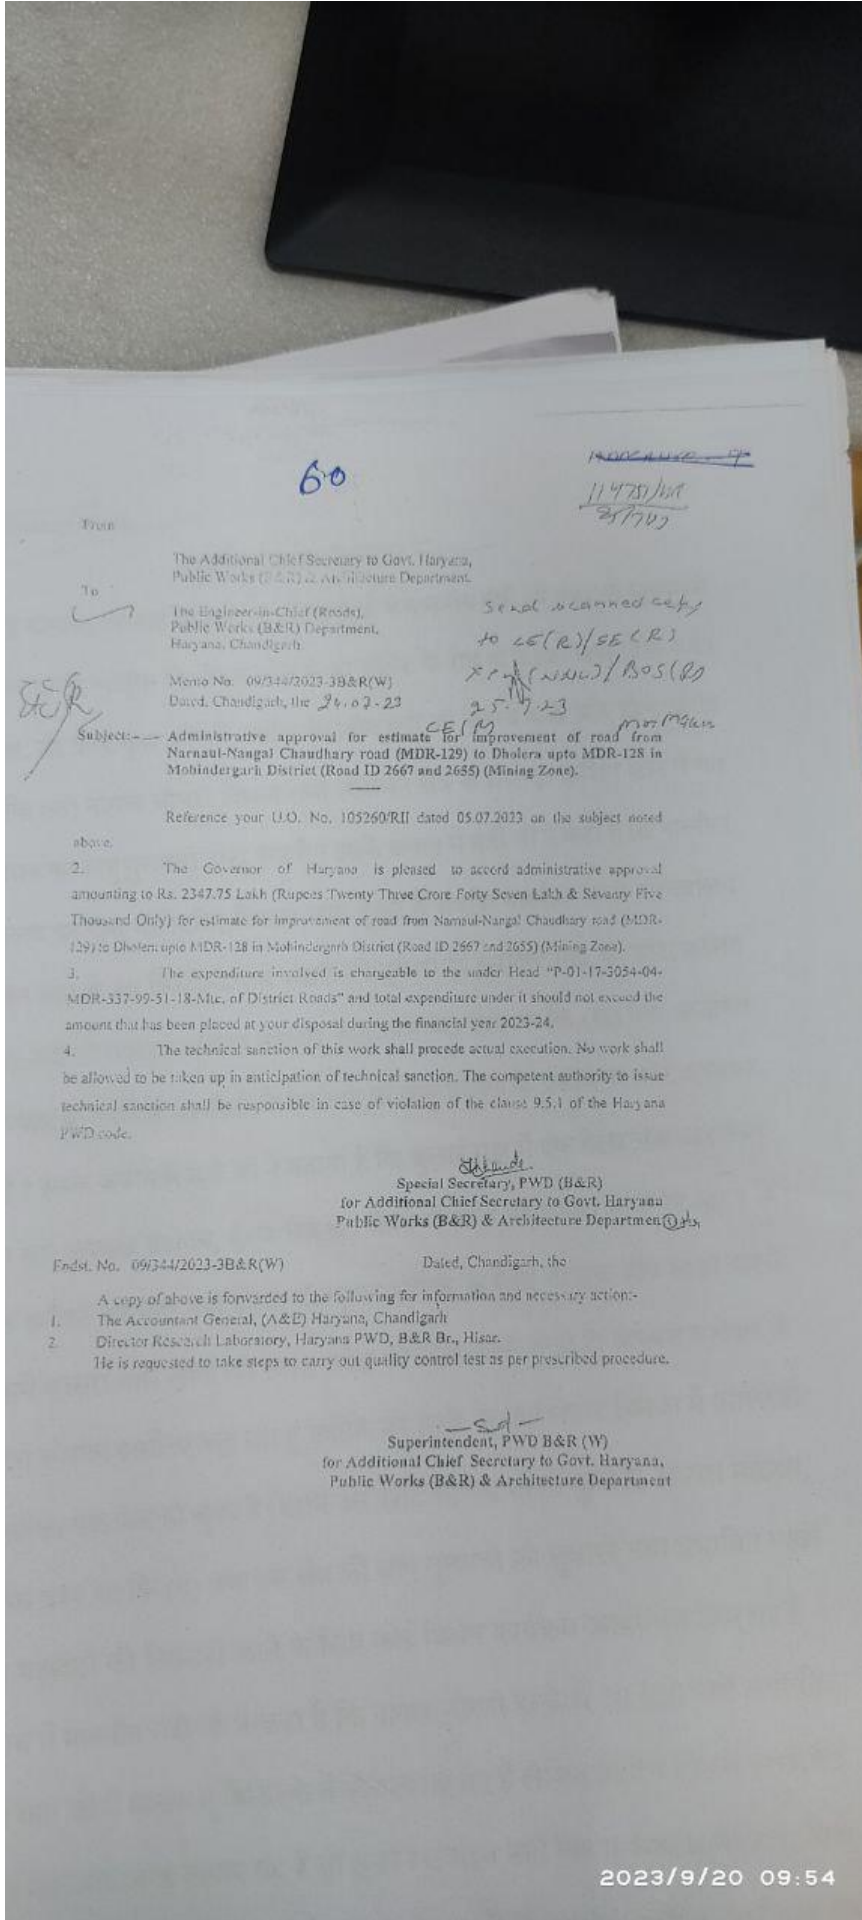 60
From
The Additional Chief Secretary to Govt. Haryana,
Public Works (B&R) & Architecture Department.
To
The Engineer-in-Chief (Roads),
Public Works (B&R) Department,
Haryana, Chandigarh.
Send scanned copy
to CE(R)/SE(R)
25.7.23
Memo No. 09/344/2023-3B&R(W)
Dated, Chandigarh, the 24.07-23
Subject:- Administrative approval for estimate for improvement of road from
Narnaul-Nangal Chaudhary road (MDR-129) to Dholera upto MDR-128 in
Mohindergarh District (Road ID 2667 and 2655) (Mining Zone).
Reference your U.O. No. 105260/RII dated 05.07.2023 on the subject noted
above.
2. The Governor of Haryana is pleased to accord administrative approval
amounting to Rs. 2347.75 Lakh (Rupees Twenty Three Crore Forty Seven Lakh & Seventy Five
Thousand Only) for estimate for improvement of road from Narnaul-Nangal Chaudhary road (MDR-
129) to Dholera upto MDR-128 in Mohindergarh District (Road ID 2667 and 2655) (Mining Zone).
3. The expenditure involved is chargeable to the under Head "P-01-17-3054-04-
MDR-337-99-51-18-Mtc. of District Roads" and total expenditure under it should not exceed the
amount that has been placed at your disposal during the financial year 2023-24.
4. The technical sanction of this work shall precede actual execution. No work shall
be allowed to be taken up in anticipation of technical sanction. The competent authority to issue
technical sanction shall be responsible in case of violation of the clause 9.5.1 of the Haryana
PWD code.
Special Secretary, PWD (B&R)
for Additional Chief Secretary to Govt. Haryana
Public Works (B&R) & Architecture Department
Endst. No. 09/344/2023-3B&R(W) Dated, Chandigarh, the
A copy of above is forwarded to the following for information and necessary action:-
1. The Accountant General, (A&E) Haryana, Chandigarh
2. Director Research Laboratory, Haryana PWD, B&R Br., Hisar.
He is requested to take steps to carry out quality control test as per prescribed procedure.
-Sd-
Superintendent, PWD B&R (W)
for Additional Chief Secretary to Govt. Haryana,
Public Works (B&R) & Architecture Department
2023/9/20 09:54